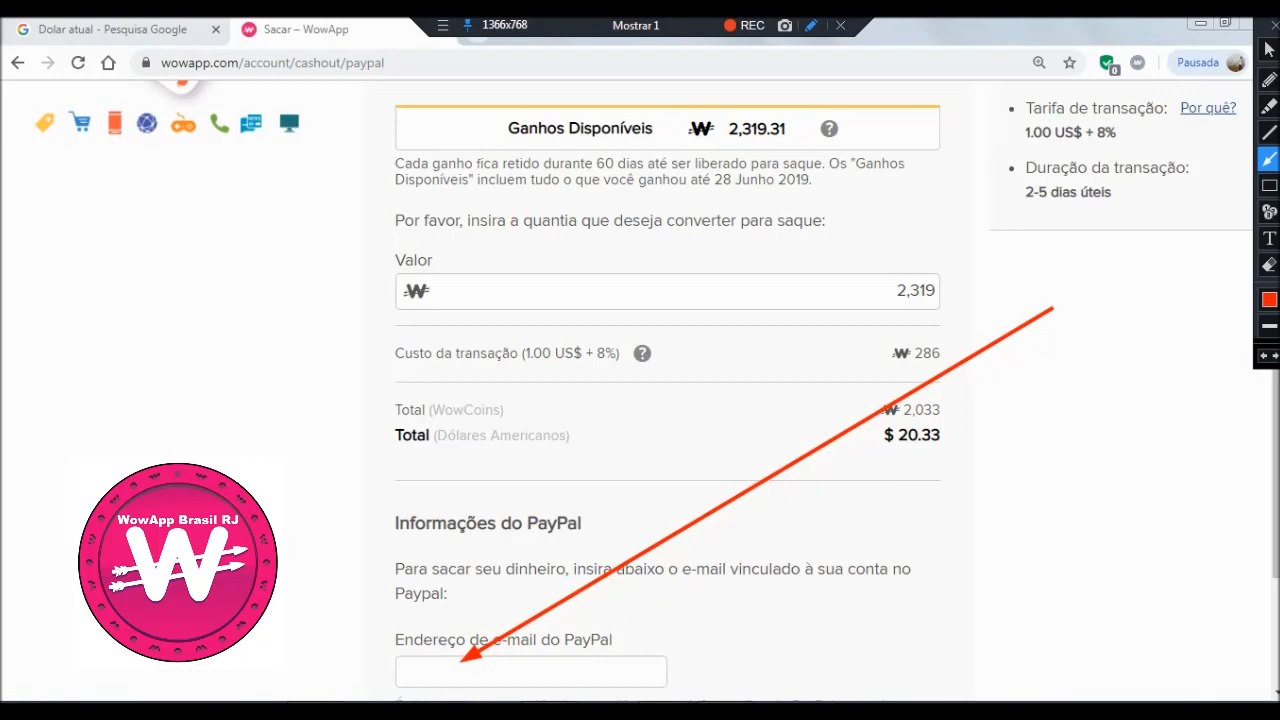 1366x768
Mostrar 1
REC
Dolar atual - Pesquisa Google
Sacar – WowApp
wowapp.com/account/cashout/paypal
0
Pausada
Ganhos Disponíveis W 2,319.31 ?
Cada ganho fica retido durante 60 dias até ser liberado para saque. Os "Ganhos
Disponíveis" incluem tudo o que você ganhou até 28 Junho 2019.
Por favor, insira a quantia que deseja converter para saque:
Valor
W 2,319
Custo da transação (1.00 US$ + 8%) ? W 286
Total (WowCoins) W 2,033
Total (Dólares Americanos) $ 20.33
Informações do PayPal
Para sacar seu dinheiro, insira abaixo o e-mail vinculado à sua conta no
Paypal:
Endereço de e-mail do PayPal
Tarifa de transação: Por quê?
1.00 US$ + 8%
Duração da transação:
2-5 dias úteis
WowApp Brasil RJ
W
T